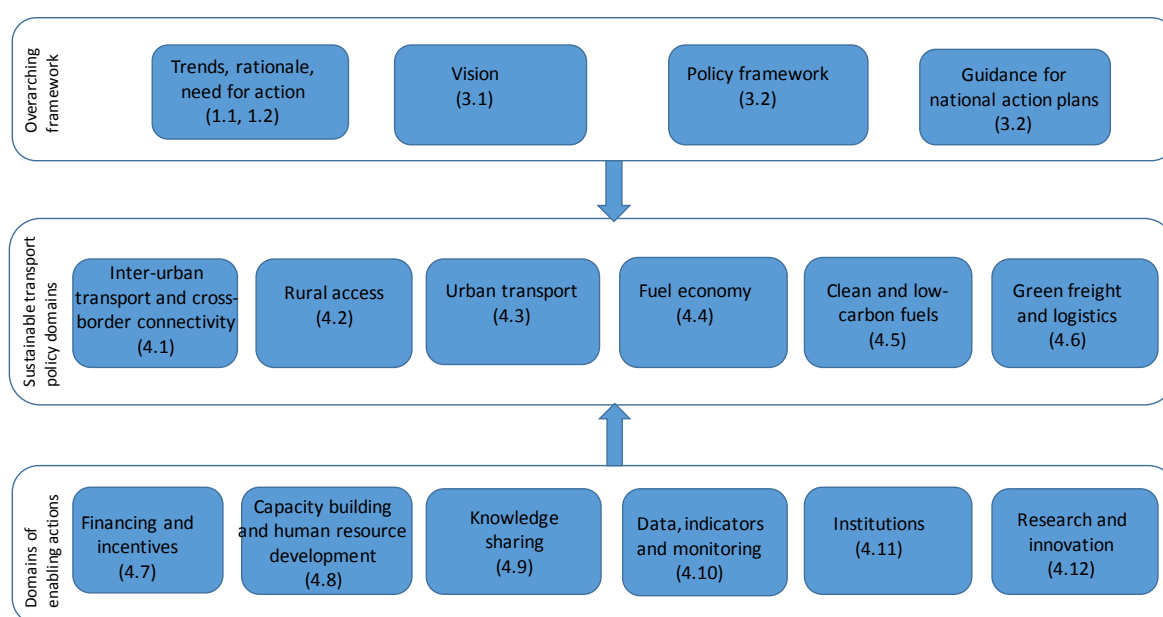 Overarching
framework
Trends, rationale,
need for action
(1.1, 1.2)
Vision
(3.1)
Policy framework
(3.2)
Guidance for
national action plans
(3.2)
Sustainable transport
policy domains
Inter-urban
transport and cross-
border connectivity
(4.1)
Rural access
(4.2)
Urban transport
(4.3)
Fuel economy
(4.4)
Clean and low-
carbon fuels
(4.5)
Green freight
and logistics
(4.6)
Domains of
enabling actions
Financing and
incentives
(4.7)
Capacity building
and human resource
development
(4.8)
Knowledge
sharing
(4.9)
Data, indicators
and monitoring
(4.10)
Institutions
(4.11)
Research and
innovation
(4.12)